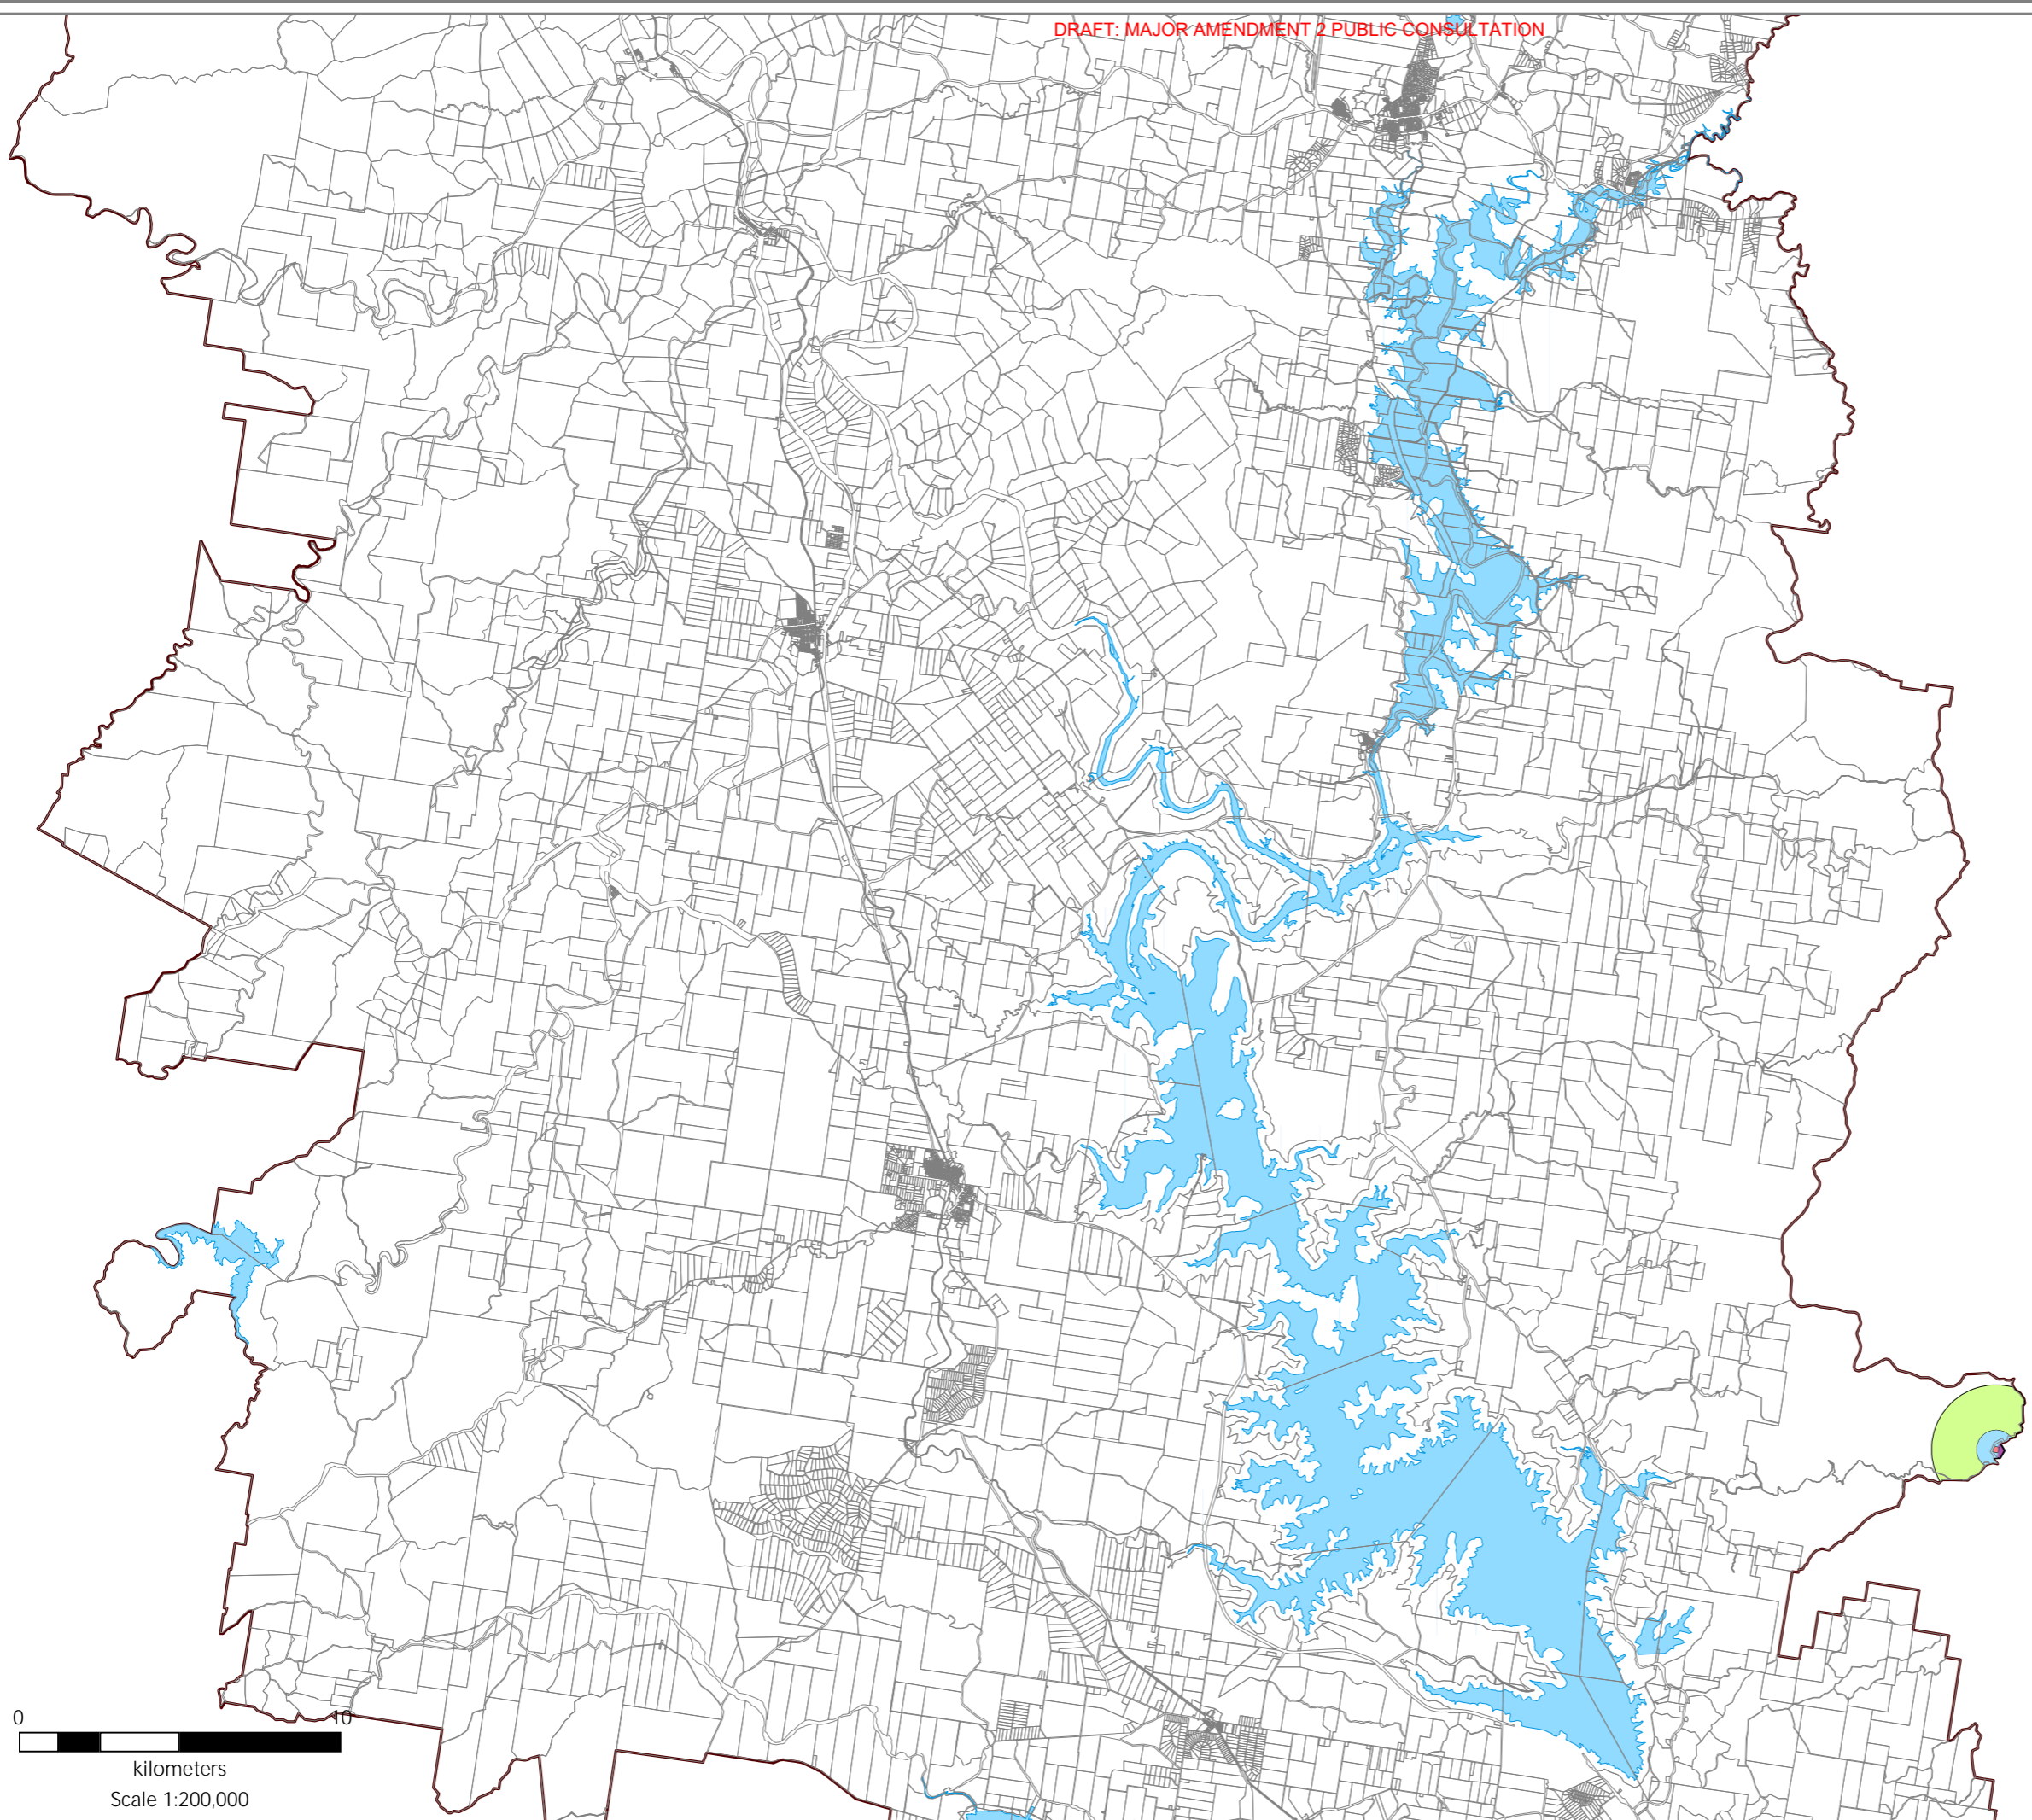 DRAFT: MAJOR AMENDMENT 2 PUBLIC CONSULTATION
0 10
kilometers
Scale 1:200,000